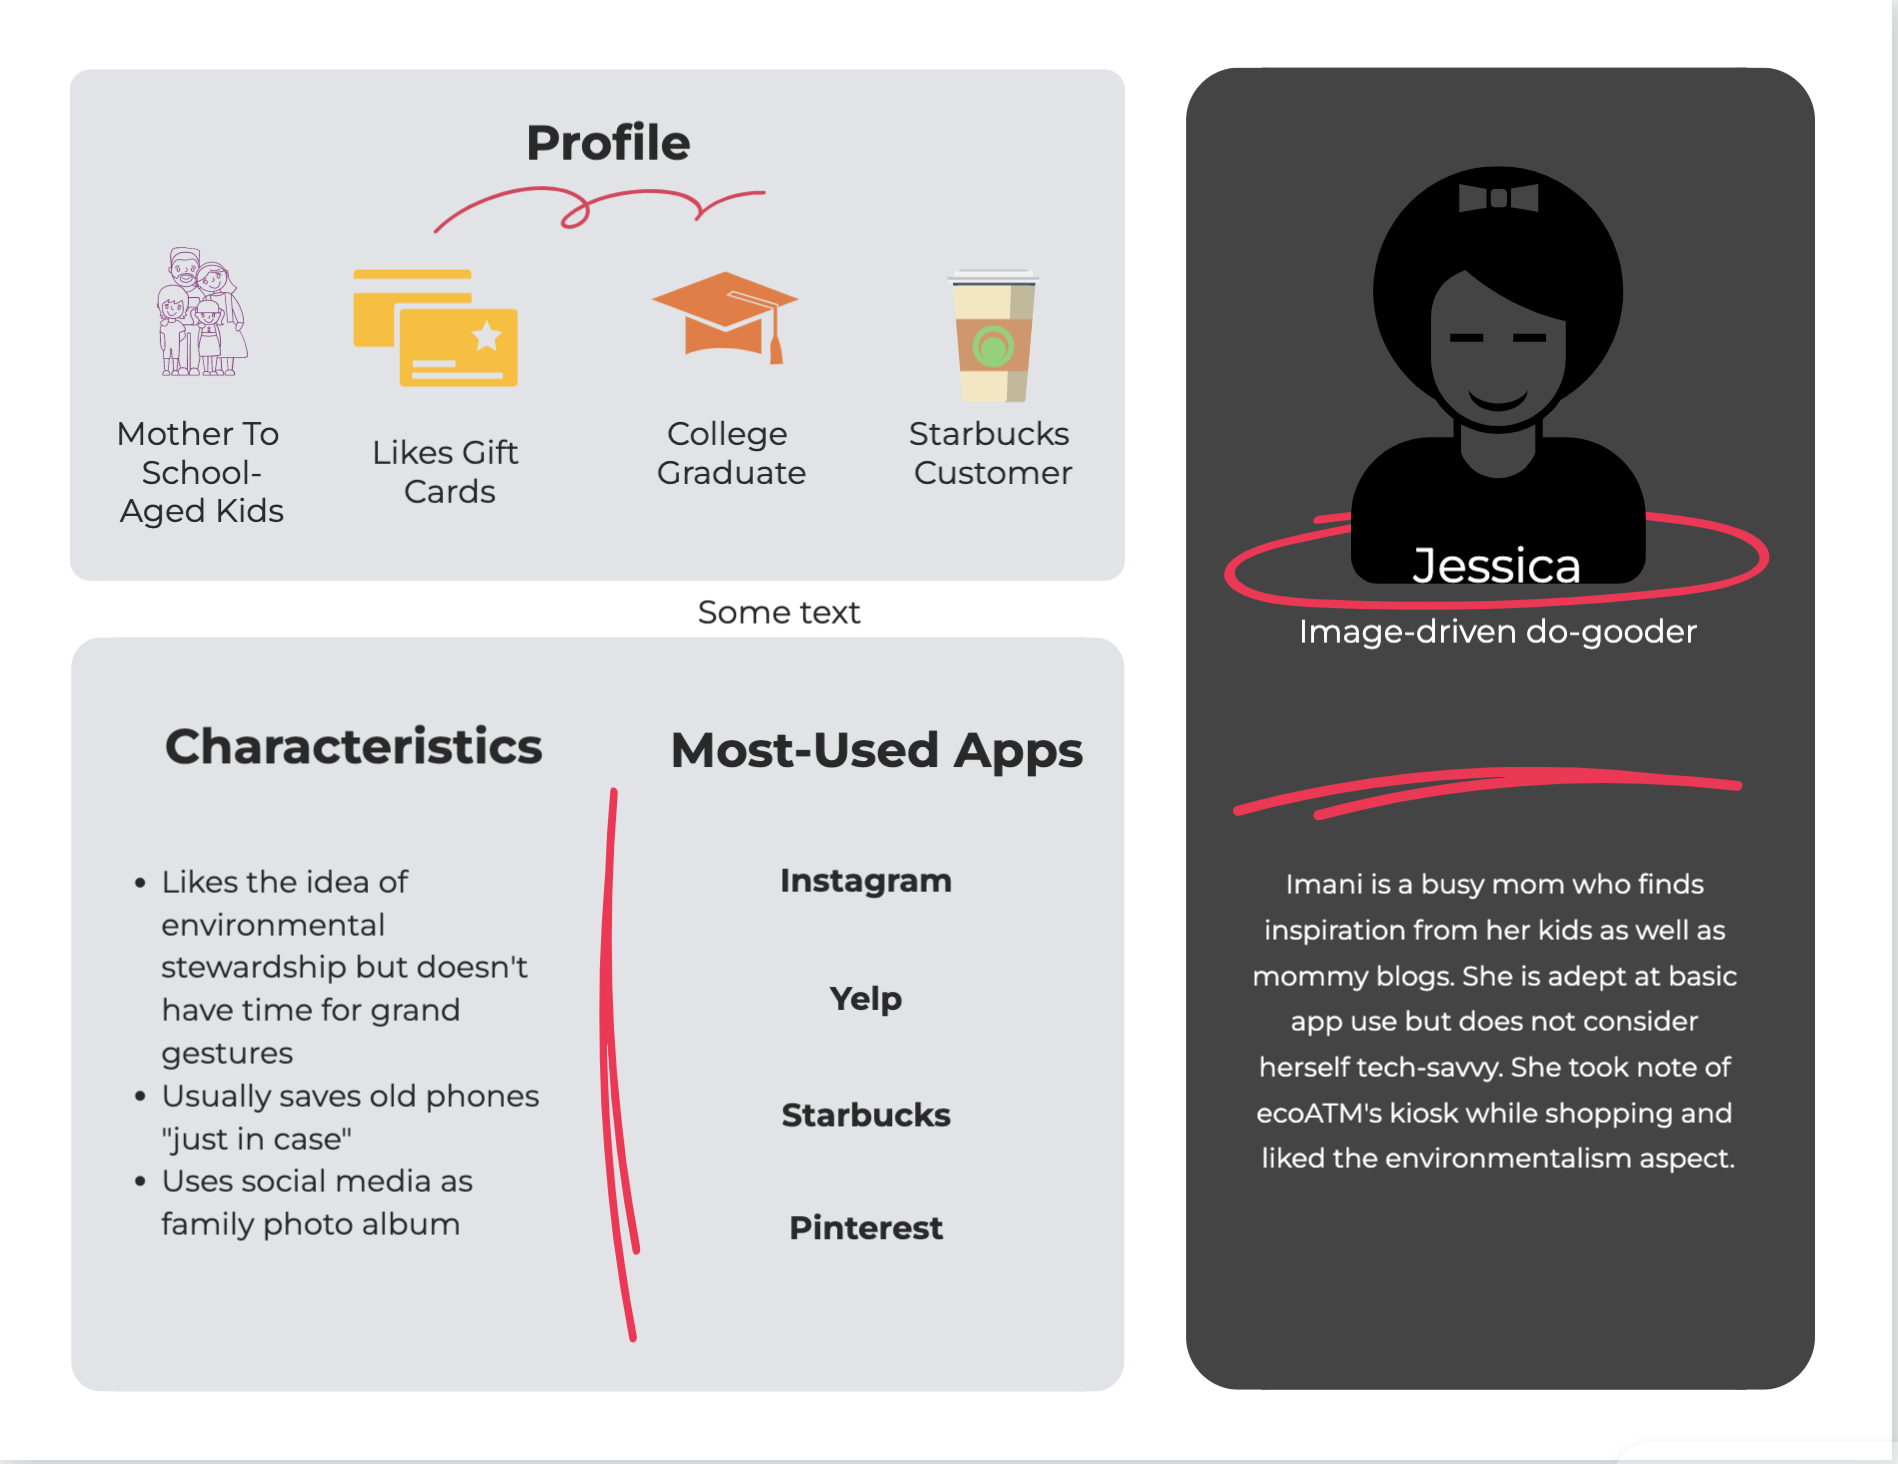 Profile
Mother To
School-
Aged Kids
Likes Gift
Cards
College
Graduate
Starbucks
Customer
Some text
Characteristics
• Likes the idea of
environmental
stewardship but doesn't
have time for grand
gestures
• Usually saves old phones
"just in case"
• Uses social media as
family photo album
Most-Used Apps
Instagram
Yelp
Starbucks
Pinterest
Jessica
Image-driven do-gooder
Imani is a busy mom who finds
inspiration from her kids as well as
mommy blogs. She is adept at basic
app use but does not consider
herself tech-savvy. She took note of
ecoATM's kiosk while shopping and
liked the environmentalism aspect.